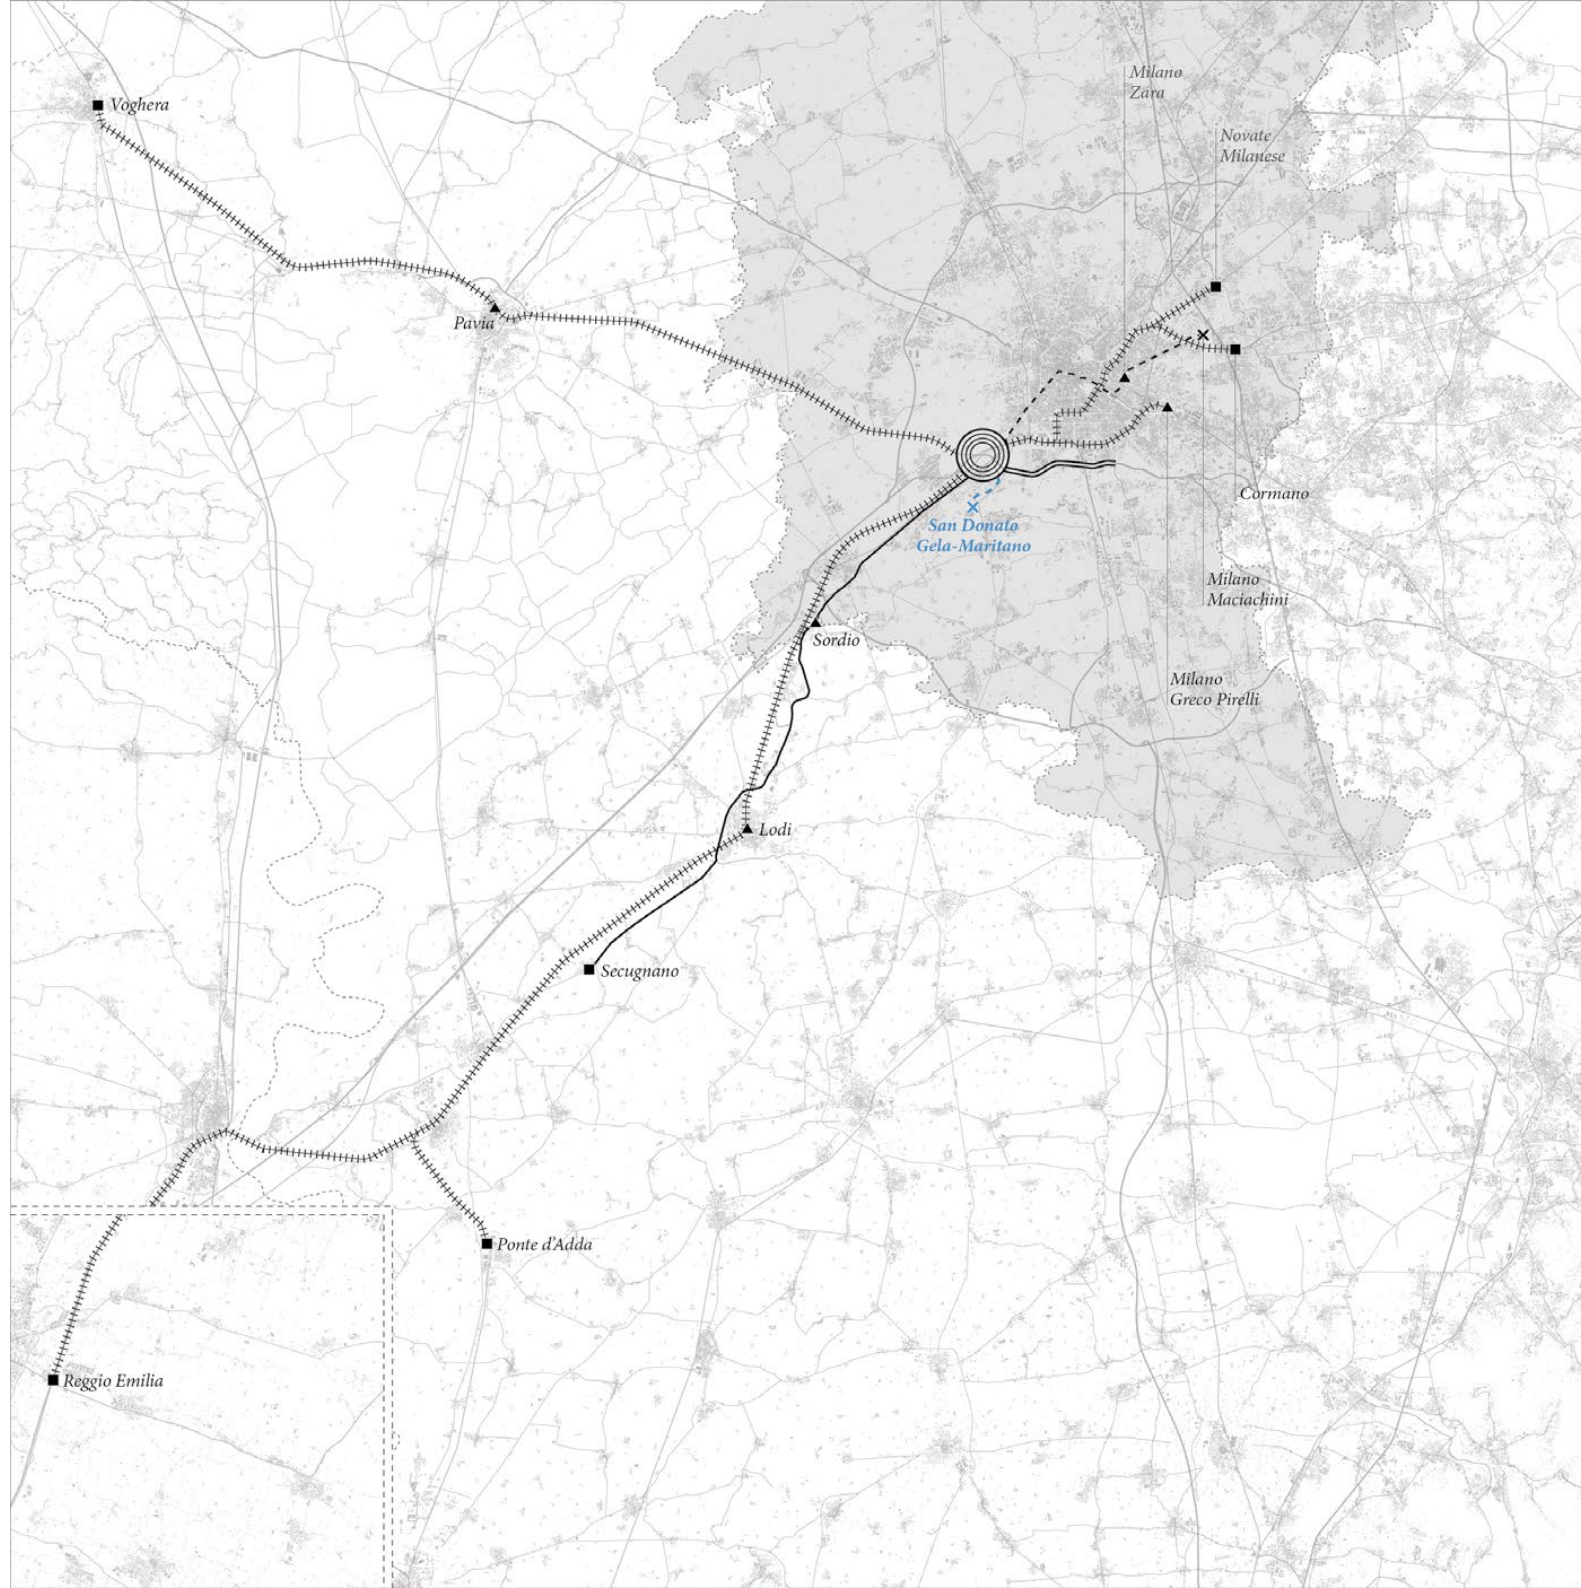 Milano
Zara
Voghera
Novate
Milanese
Pavia
Cormano
San Donato
Gela-Maritano
Milano
Maciachini
Sordio
Milano
Greco Pirelli
Lodi
Secugnano
Ponte d'Adda
Reggio Emilia